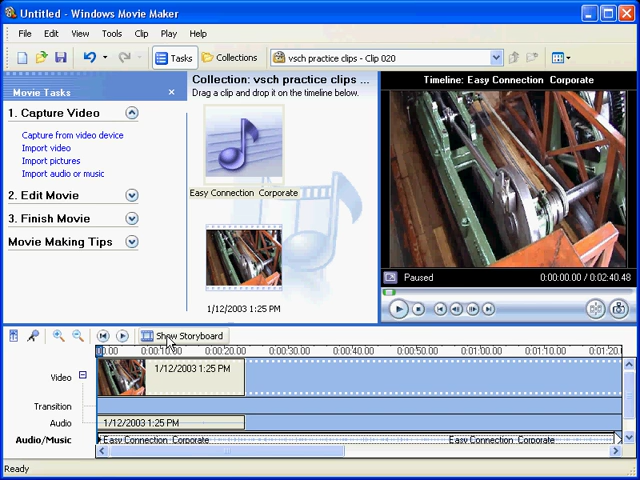 Untitled - Windows Movie Maker
File Edit View Tools Clip Play Help
Tasks Collections vsch practice clips - Clip 020
Movie Tasks
1. Capture Video
Capture from video device
Import video
Import pictures
Import audio or music
2. Edit Movie
3. Finish Movie
Movie Making Tips
Collection: vsch practice clips ...
Drag a clip and drop it on the timeline below.
Easy Connection Corporate
1/12/2003 1:25 PM
Timeline: Easy Connection Corporate
Paused 0:00:00.00 / 0:02:40.48
Show Storyboard
00.00 0:00:10.00 0:00:20.00 0:00:30.00 0:00:40.00 0:00:50.00 0:01:00.00 0:01:10.00 0:01:20.0
Video 1/12/2003 1:25 PM
Transition
Audio 1/12/2003 1:25 PM
Audio/Music Easy Connection Corporate Easy Connection Corporate
Ready